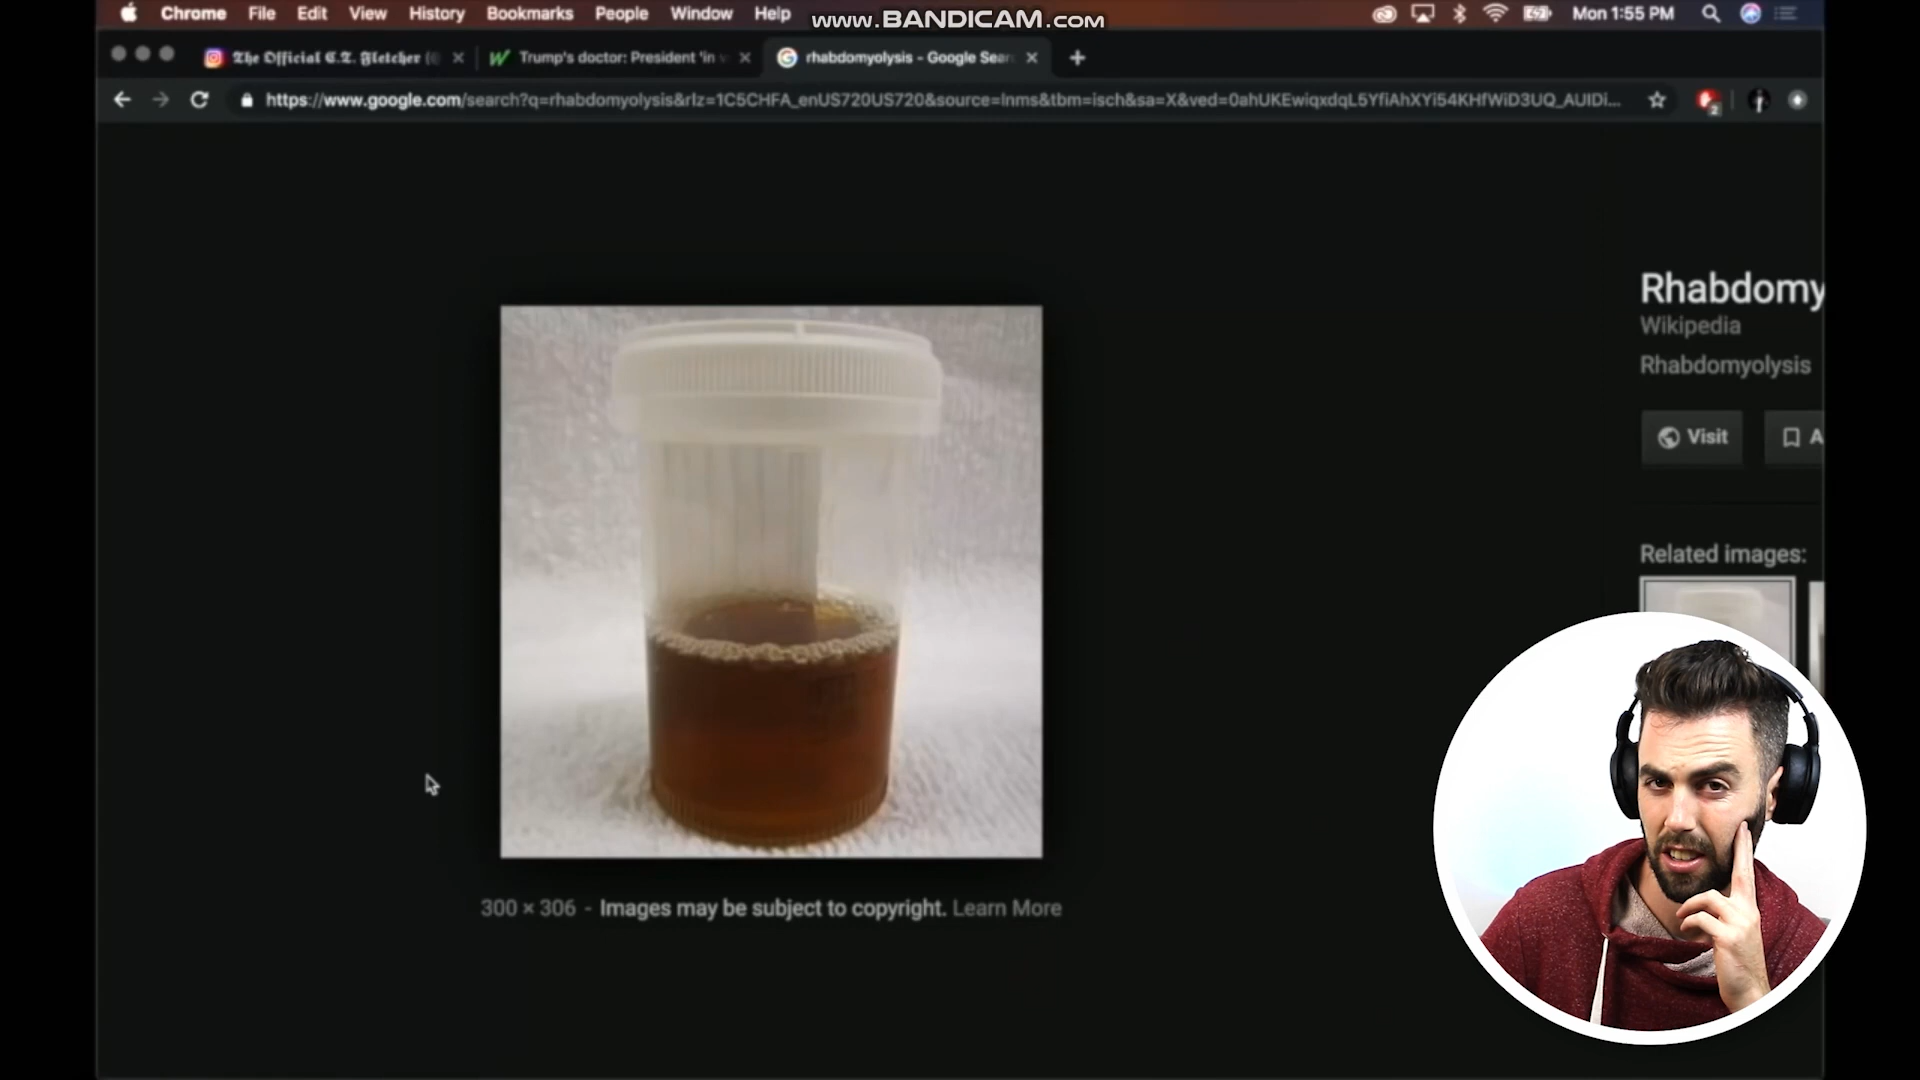 Chrome File Edit View History Bookmarks People Window Help
www.BANDICAM.com
Mon 1:55 PM
The Official C.T. Fletcher (
Trump's doctor: President 'in
rhabdomyolysis - Google Sear
https://www.google.com/search?q=rhabdomyolysis&rlz=1C5CHFA_enUS720US720&source=lnms&tbm=isch&sa=X&ved=0ahUKEwiqxdqL5YfiAhXYi54KHfWiD3UQ_AUIDi...
2
Rhabdomy
Wikipedia
Rhabdomyolysis
Visit
A
Related images:
300 × 306 - Images may be subject to copyright. Learn More